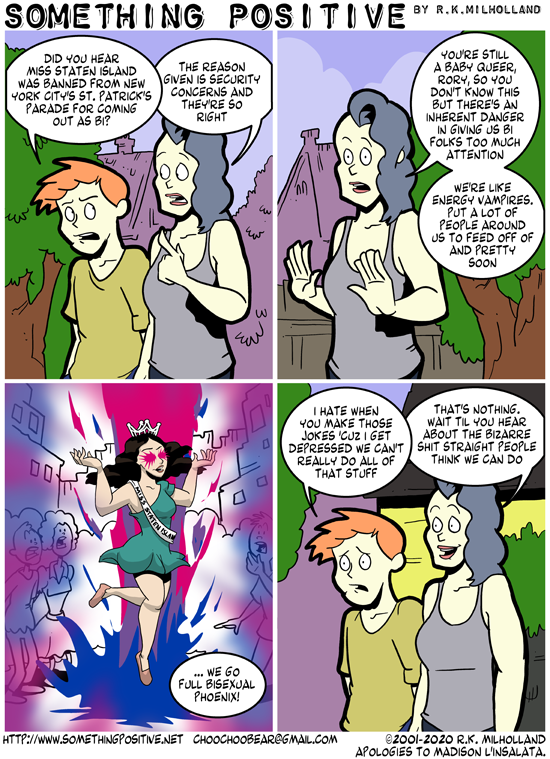 SOMETHING POSITIVE BY R.K.MILHOLLAND
DID YOU HEAR
MISS STATEN ISLAND
WAS BANNED FROM NEW
YORK CITY'S ST. PATRICK'S
PARADE FOR COMING
OUT AS BI?
THE REASON
GIVEN IS SECURITY
CONCERNS AND
THEY'RE SO
RIGHT
YOU'RE STILL
A BABY QUEER,
RORY, SO YOU
DON'T KNOW THIS
BUT THERE'S AN
INHERENT DANGER
IN GIVING US BI
FOLKS TOO MUCH
ATTENTION
WE'RE LIKE
ENERGY VAMPIRES.
PUT A LOT OF
PEOPLE AROUND
US TO FEED OFF OF
AND PRETTY
SOON
MISS STATEN ISLAN
... WE GO
FULL BISEXUAL
PHOENIX!
I HATE WHEN
YOU MAKE THOSE
JOKES 'CUZ I GET
DEPRESSED WE CAN'T
REALLY DO ALL OF
THAT STUFF
THAT'S NOTHING.
WAIT TIL YOU HEAR
ABOUT THE BIZARRE
SHIT STRAIGHT PEOPLE
THINK WE CAN DO
HTTP://WWW.SOMETHINGPOSITIVE.NET CHOOCHOOBEAR@GMAIL.COM
©2001-2020 R.K. MILHOLLAND
APOLOGIES TO MADISON L'INSALATA.